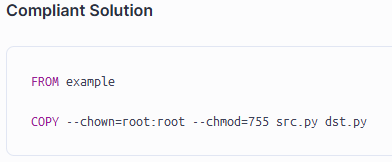 Compliant Solution
FROM example
COPY --chown=root:root --chmod=755 src.py dst.py